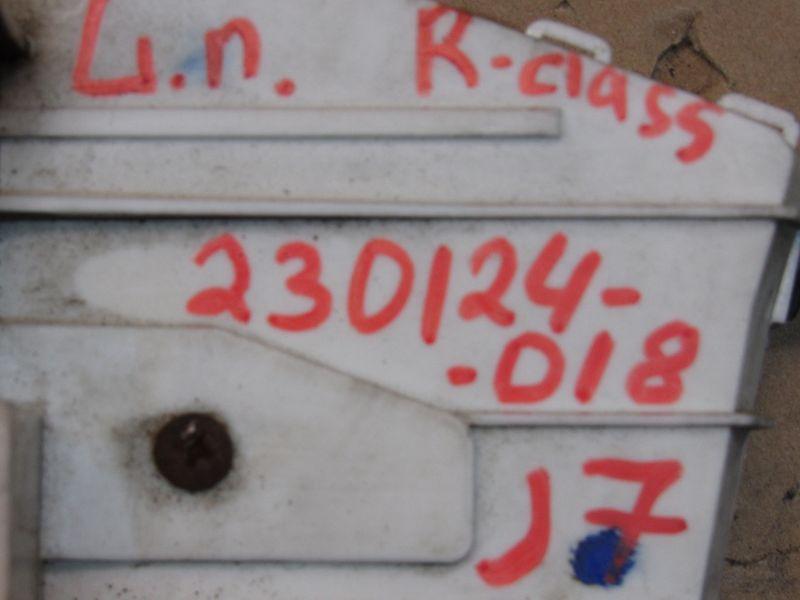 L.n. R-class
230124-
-018
J7